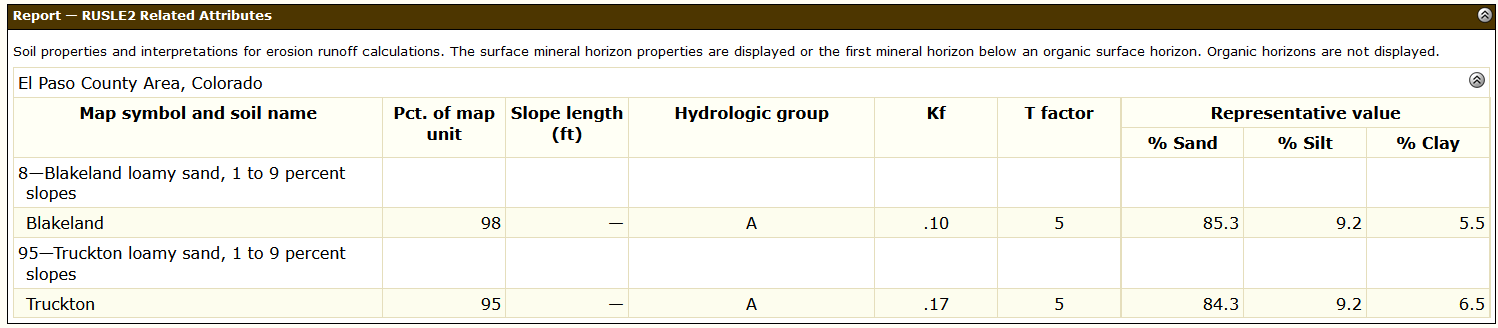 Report — RUSLE2 Related Attributes
Soil properties and interpretations for erosion runoff calculations. The surface mineral horizon properties are displayed or the first mineral horizon below an organic surface horizon. Organic horizons are not displayed.
El Paso County Area, Colorado
Map symbol and soil name Pct. of map unit Slope length (ft) Hydrologic group Kf T factor Representative value
% Sand % Silt % Clay
8—Blakeland loamy sand, 1 to 9 percent
slopes
Blakeland 98 — A .10 5 85.3 9.2 5.5
95—Truckton loamy sand, 1 to 9 percent
slopes
Truckton 95 — A .17 5 84.3 9.2 6.5